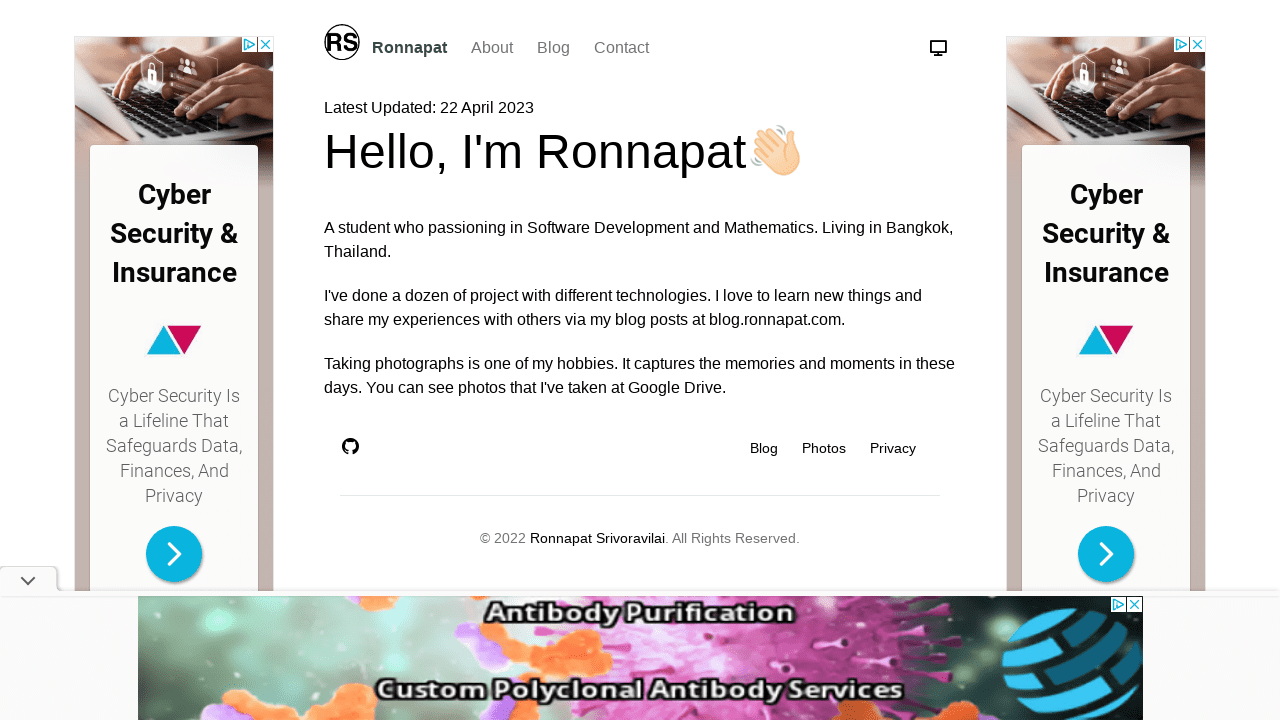 RS Ronnapat About Blog Contact
Latest Updated: 22 April 2023
Hello, I'm Ronnapat👋🏻
A student who passioning in Software Development and Mathematics. Living in Bangkok,
Thailand.
I've done a dozen of project with different technologies. I love to learn new things and
share my experiences with others via my blog posts at blog.ronnapat.com.
Taking photographs is one of my hobbies. It captures the memories and moments in these
days. You can see photos that I've taken at Google Drive.
Blog Photos Privacy
© 2022 Ronnapat Srivoravilai. All Rights Reserved.
Cyber
Security &
Insurance
Cyber Security Is
a Lifeline That
Safeguards Data,
Finances, And
Privacy
Cyber
Security &
Insurance
Cyber Security Is
a Lifeline That
Safeguards Data,
Finances, And
Privacy
Antibody Purification
Custom Polyclonal Antibody Services